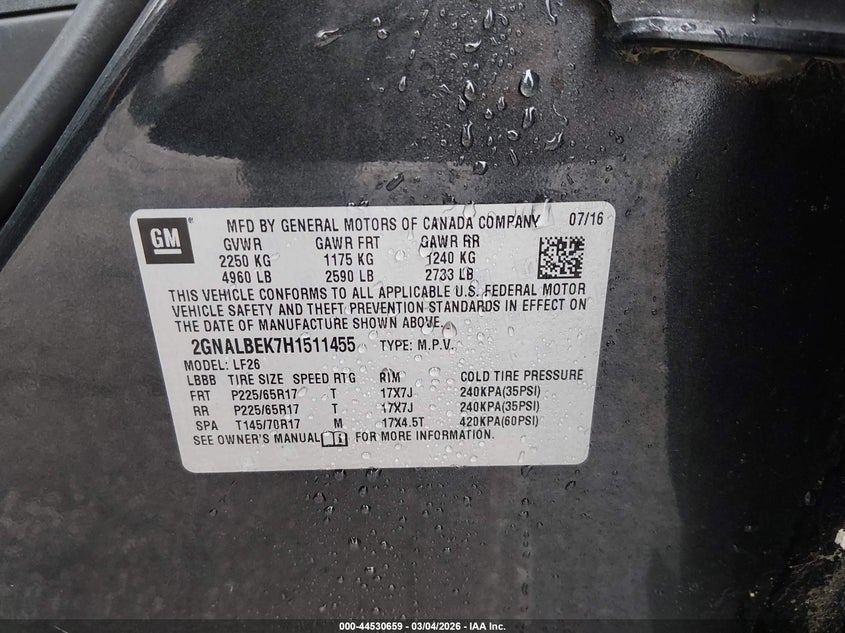 GM
MFD BY GENERAL MOTORS OF CANADA COMPANY 07/16
GVWR GAWR FRT GAWR RR
2250 KG 1175 KG 1240 KG
4960 LB 2590 LB 2733 LB
THIS VEHICLE CONFORMS TO ALL APPLICABLE U.S. FEDERAL MOTOR
VEHICLE SAFETY AND THEFT PREVENTION STANDARDS IN EFFECT ON
THE DATE OF MANUFACTURE SHOWN ABOVE.
2GNALBEK7H1511455 TYPE: M.P.V.
MODEL: LF26
LBBB TIRE SIZE SPEED RTG RIM COLD TIRE PRESSURE
FRT P225/65R17 T 17X7J 240KPA(35PSI)
RR P225/65R17 T 17X7J 240KPA(35PSI)
SPA T145/70R17 M 17X4.5T 420KPA(60PSI)
SEE OWNER'S MANUAL FOR MORE INFORMATION.
000-44530659 - 03/04/2026 - IAA Inc.